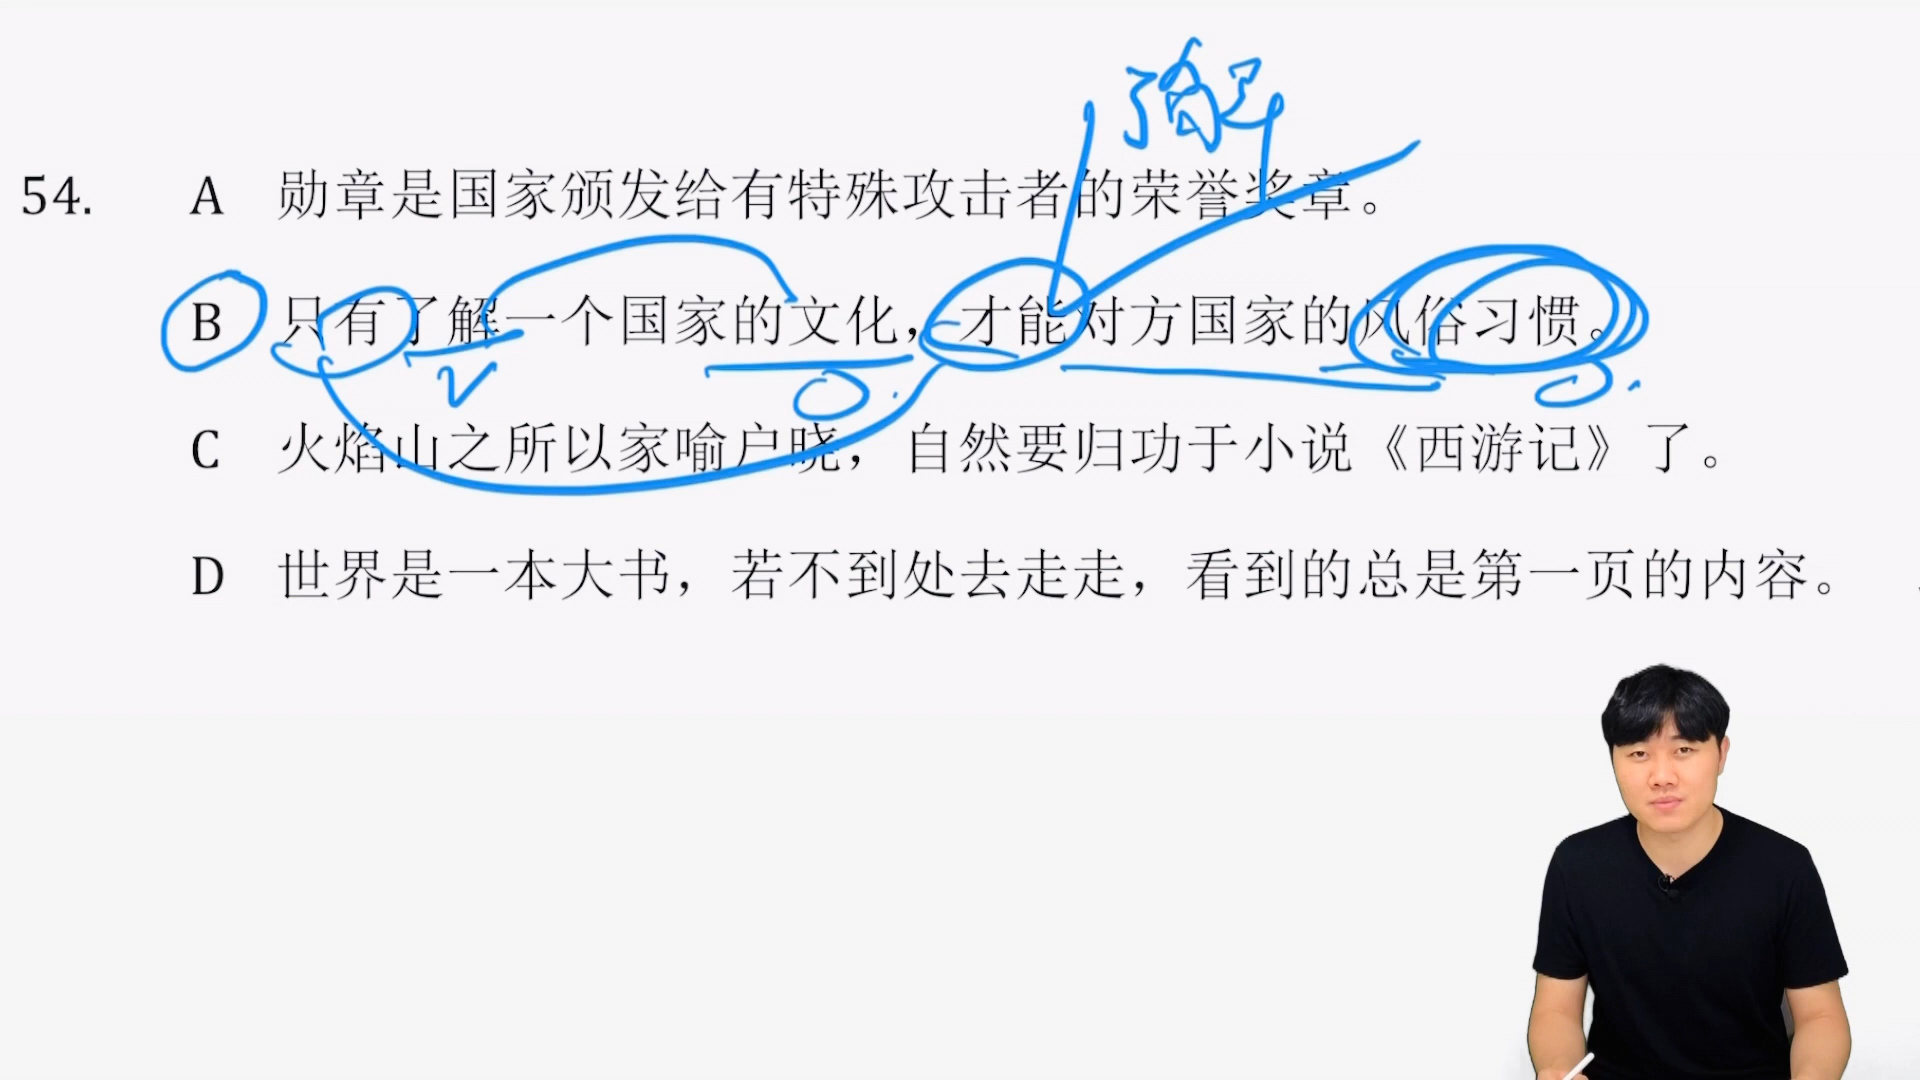 了解
54. A 勋章是国家颁发给有特殊攻击者的荣誉奖章。
B 只有了解一个国家的文化，才能对方国家的风俗习惯。
V O. O.
C 火焰山之所以家喻户晓，自然要归功于小说《西游记》了。
D 世界是一本大书，若不到处去走走，看到的总是第一页的内容。